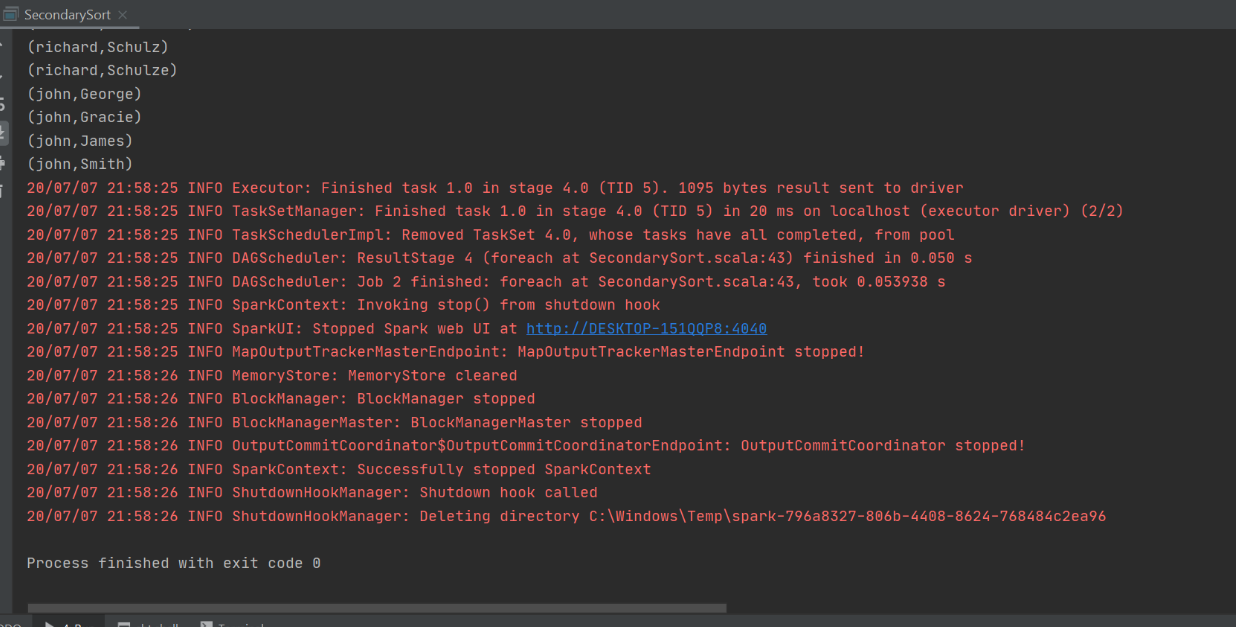 SecondarySort
(richard,Schulz)
(richard,Schulze)
(john,George)
(john,Gracie)
(john,James)
(john,Smith)
20/07/07 21:58:25 INFO Executor: Finished task 1.0 in stage 4.0 (TID 5). 1095 bytes result sent to driver
20/07/07 21:58:25 INFO TaskSetManager: Finished task 1.0 in stage 4.0 (TID 5) in 20 ms on localhost (executor driver) (2/2)
20/07/07 21:58:25 INFO TaskSchedulerImpl: Removed TaskSet 4.0, whose tasks have all completed, from pool
20/07/07 21:58:25 INFO DAGScheduler: ResultStage 4 (foreach at SecondarySort.scala:43) finished in 0.050 s
20/07/07 21:58:25 INFO DAGScheduler: Job 2 finished: foreach at SecondarySort.scala:43, took 0.053938 s
20/07/07 21:58:25 INFO SparkContext: Invoking stop() from shutdown hook
20/07/07 21:58:25 INFO SparkUI: Stopped Spark web UI at http://DESKTOP-151QQP8:4040
20/07/07 21:58:25 INFO MapOutputTrackerMasterEndpoint: MapOutputTrackerMasterEndpoint stopped!
20/07/07 21:58:26 INFO MemoryStore: MemoryStore cleared
20/07/07 21:58:26 INFO BlockManager: BlockManager stopped
20/07/07 21:58:26 INFO BlockManagerMaster: BlockManagerMaster stopped
20/07/07 21:58:26 INFO OutputCommitCoordinator$OutputCommitCoordinatorEndpoint: OutputCommitCoordinator stopped!
20/07/07 21:58:26 INFO SparkContext: Successfully stopped SparkContext
20/07/07 21:58:26 INFO ShutdownHookManager: Shutdown hook called
20/07/07 21:58:26 INFO ShutdownHookManager: Deleting directory C:\Windows\Temp\spark-796a8327-806b-4408-8624-768484c2ea96
Process finished with exit code 0